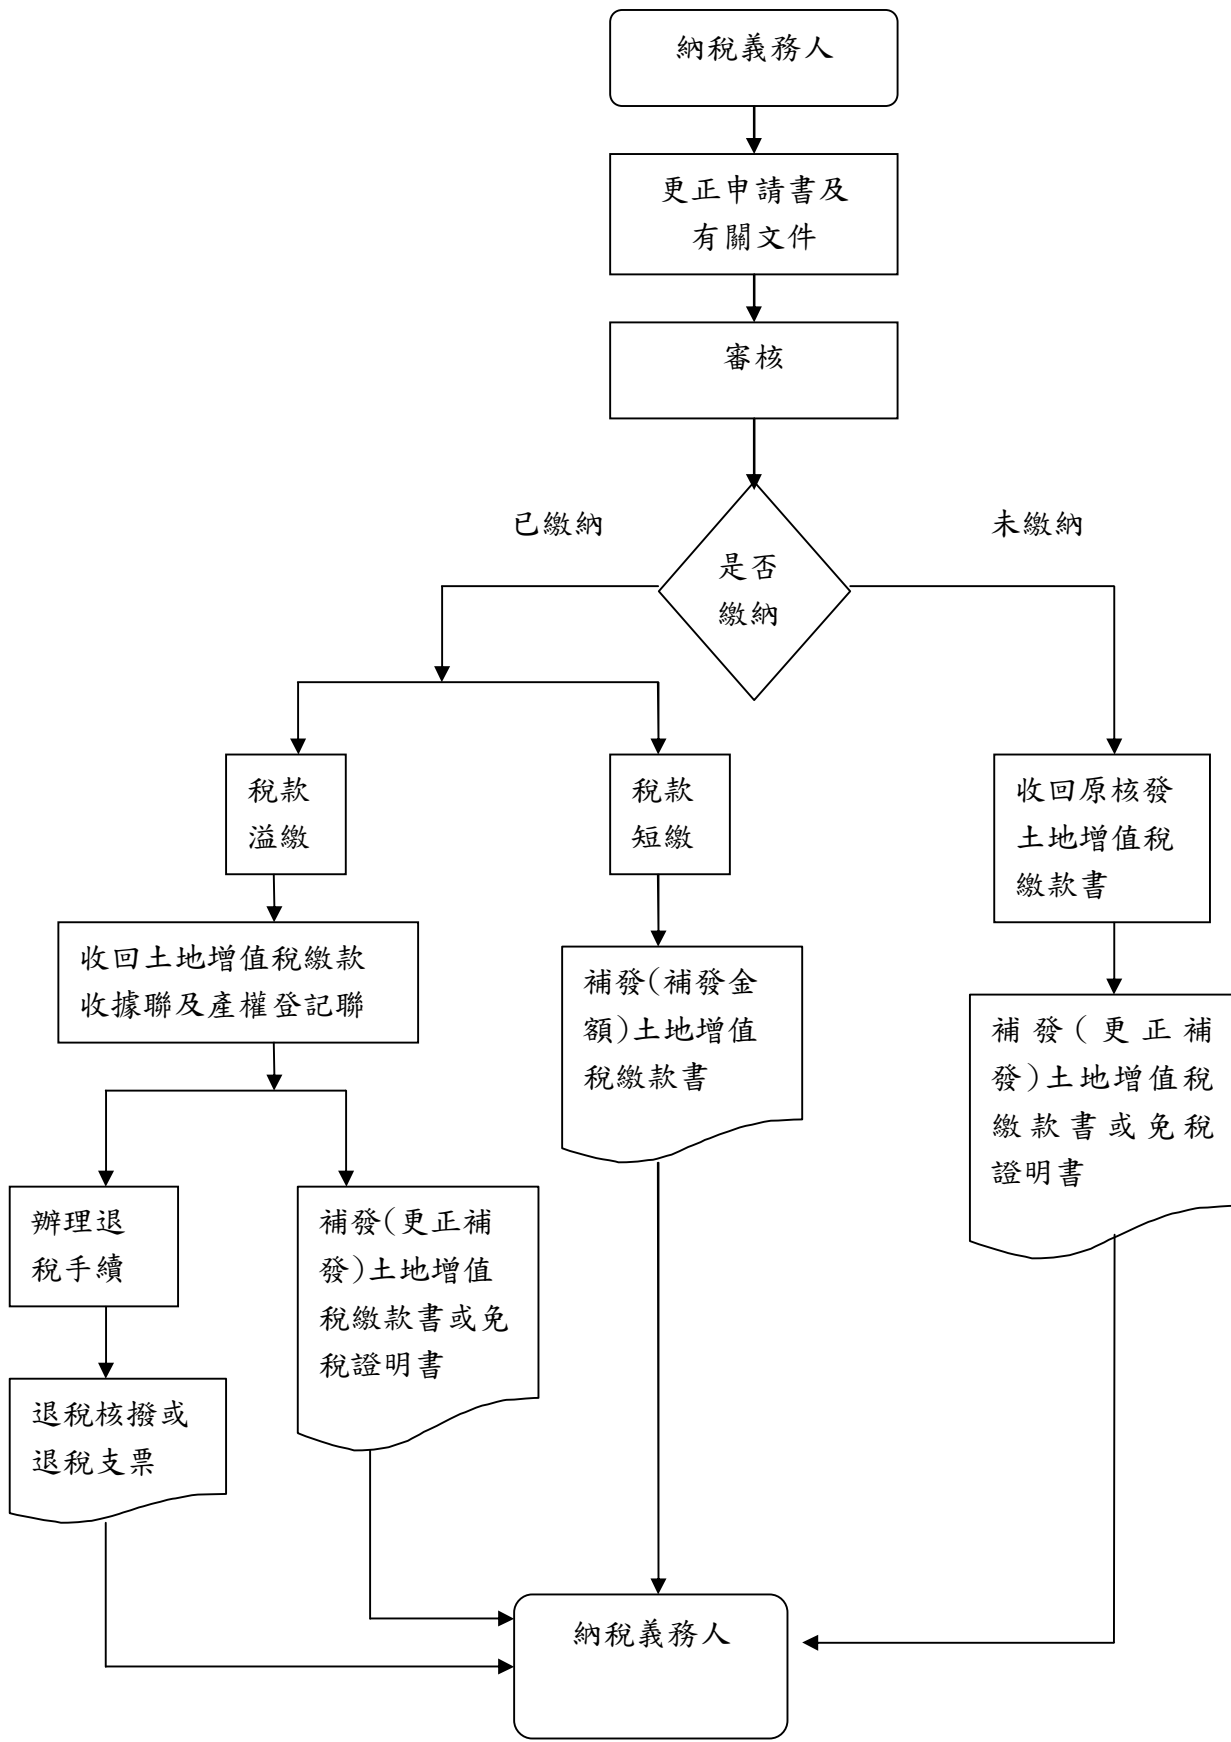 納稅義務人
更正申請書及
有關文件
審核
已繳納
未繳納
是否
繳納
稅款
溢繳
稅款
短繳
收回原核發
土地增值稅
繳款書
收回土地增值稅繳款
收據聯及產權登記聯
補發(補發金
額)土地增值
稅繳款書
補發(更正補
發)土地增值稅
繳款書或免稅
證明書
辦理退
稅手續
補發(更正補
發)土地增值
稅繳款書或免
稅證明書
退稅核撥或
退稅支票
納稅義務人